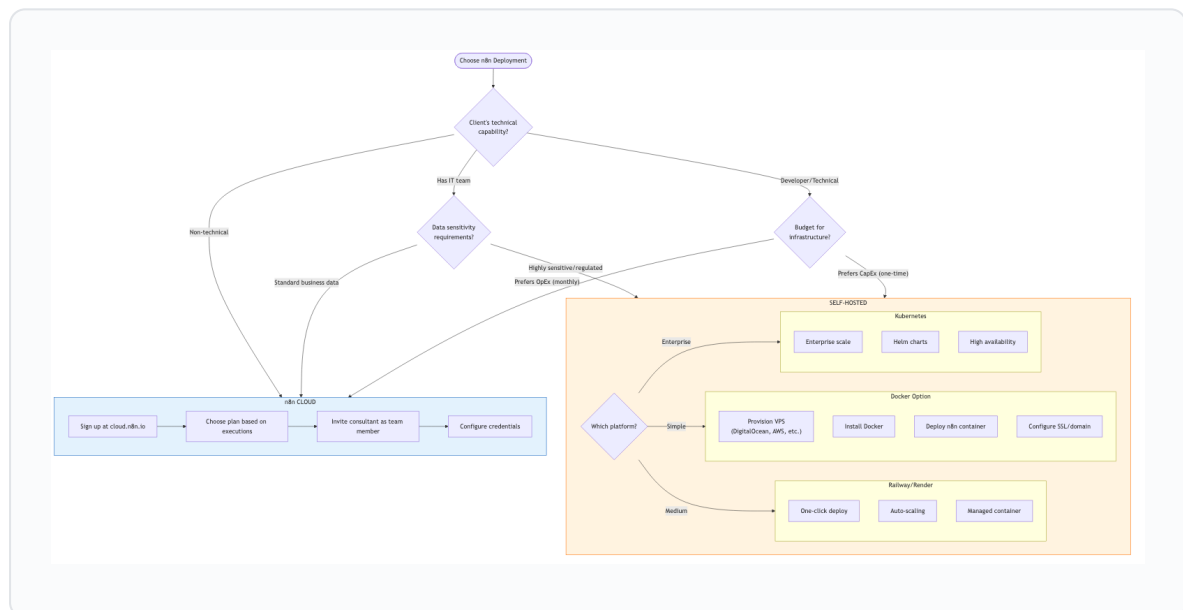 Choose n8n Deployment
Client's technical
capability?
Has IT team
Developer/Technical
Non-technical
Data sensitivity
requirements?
Budget for
infrastructure?
Highly sensitive/regulated
Prefers CapEx (one-time)
Standard business data
Prefers OpEx (monthly)
SELF-HOSTED
Kubernetes
Enterprise scale
Helm charts
High availability
Enterprise
n8n CLOUD
Sign up at cloud.n8n.io
Choose plan based on
executions
Invite consultant as team
member
Configure credentials
Which platform?
Simple
Docker Option
Provision VPS
(DigitalOcean, AWS, etc.)
Install Docker
Deploy n8n container
Configure SSL/domain
Medium
Railway/Render
One-click deploy
Auto-scaling
Managed container